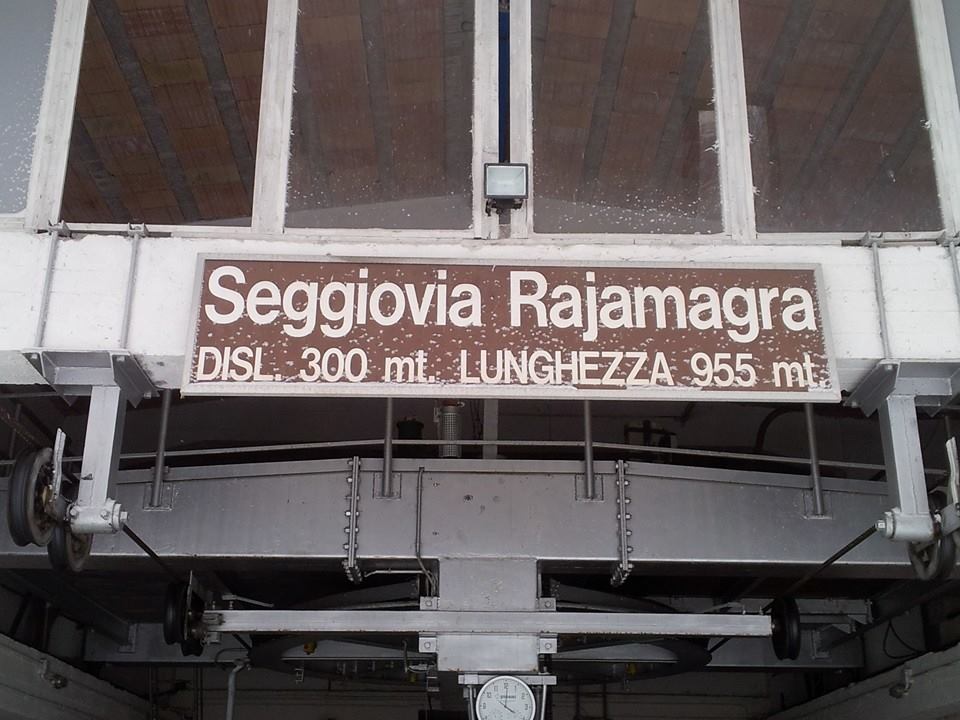 Seggiovia Rajamagra
DISL. 300 mt. LUNGHEZZA 955 mt.